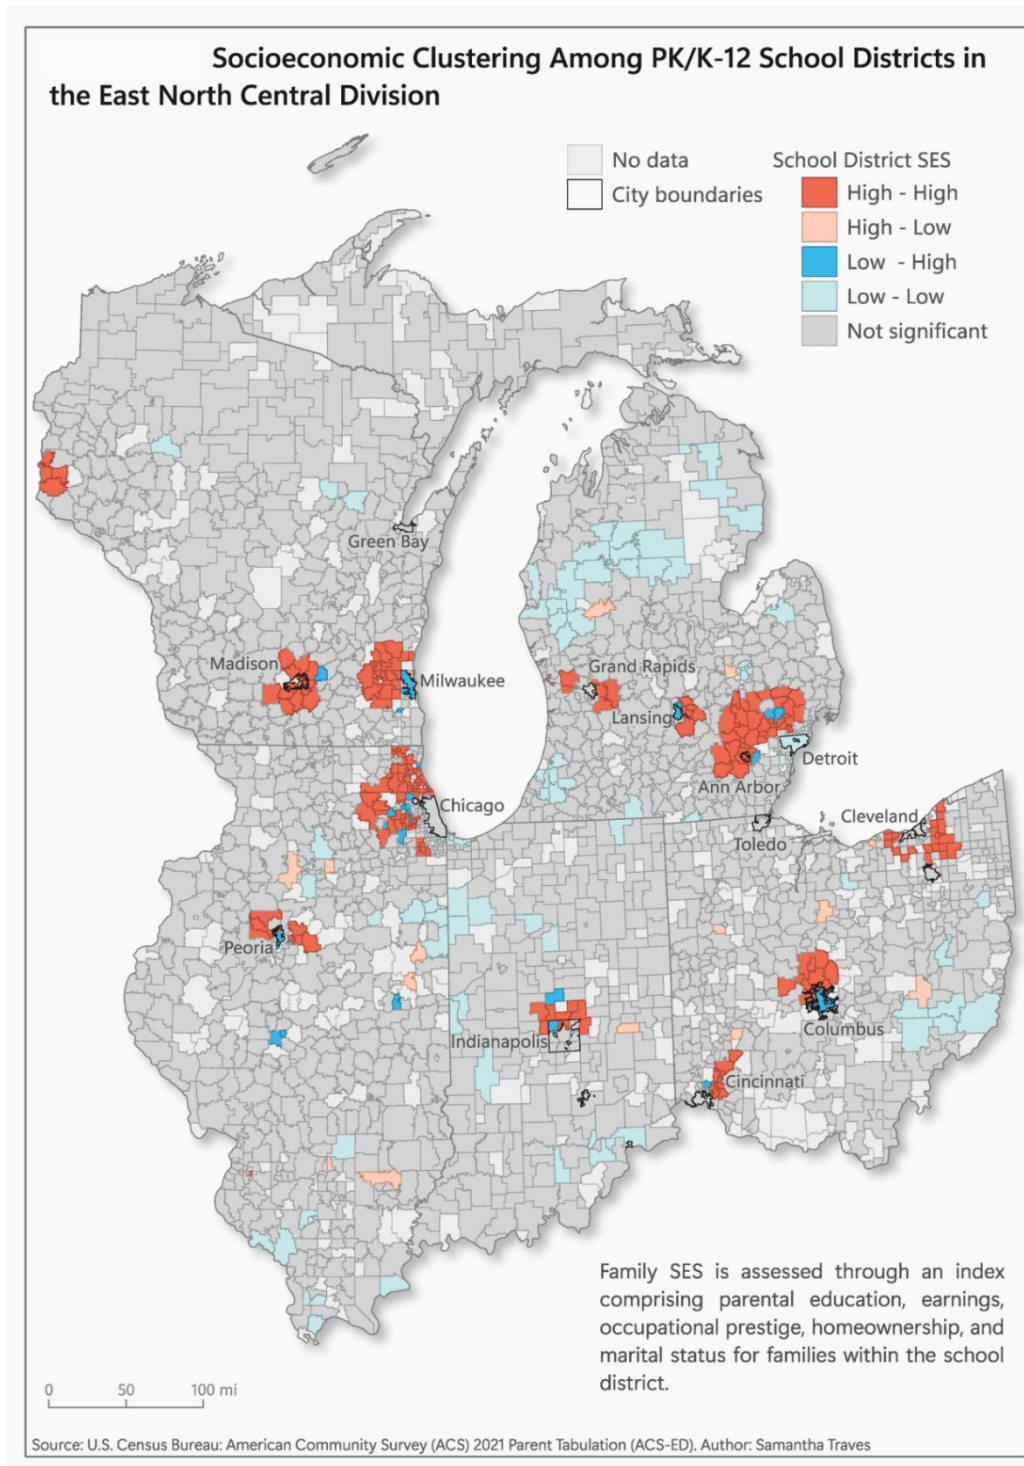 Socioeconomic Clustering Among PK/K-12 School Districts in
the East North Central Division
No data
City boundaries
School District SES
High - High
High - Low
Low - High
Low - Low
Not significant
Green Bay
Madison
Milwaukee
Grand Rapids
Lansing
Detroit
Ann Arbor
Chicago
Cleveland
Toledo
Peoria
Columbus
Indianapolis
Cincinnati
Family SES is assessed through an index
comprising parental education, earnings,
occupational prestige, homeownership, and
marital status for families within the school
district.
0 50 100 mi
Source: U.S. Census Bureau: American Community Survey (ACS) 2021 Parent Tabulation (ACS-ED). Author: Samantha Traves